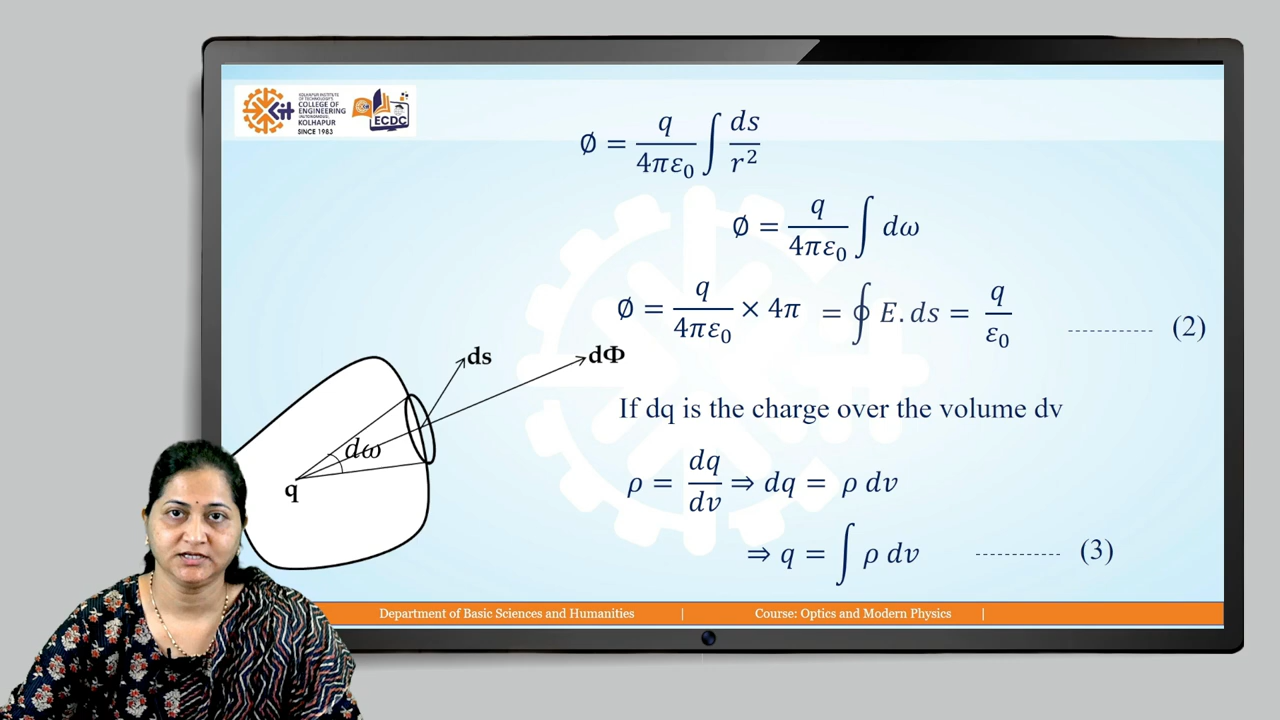 KOLHAPUR INSTITUTE
OF TECHNOLOGY'S
COLLEGE OF
ENGINEERING
(AUTONOMOUS),
KOLHAPUR
SINCE 1983
Kit
ECDC
∅ = q/4πε₀ ∫ ds/r²
∅ = q/4πε₀ ∫ dω
∅ = q/4πε₀ × 4π = ∮ E. ds = q/ε₀ ------------ (2)
ds
dΦ
If dq is the charge over the volume dv
dω
q
ρ = dq/dv ⇒ dq = ρ dv
⇒ q = ∫ ρ dv ------------ (3)
Department of Basic Sciences and Humanities | Course: Optics and Modern Physics |